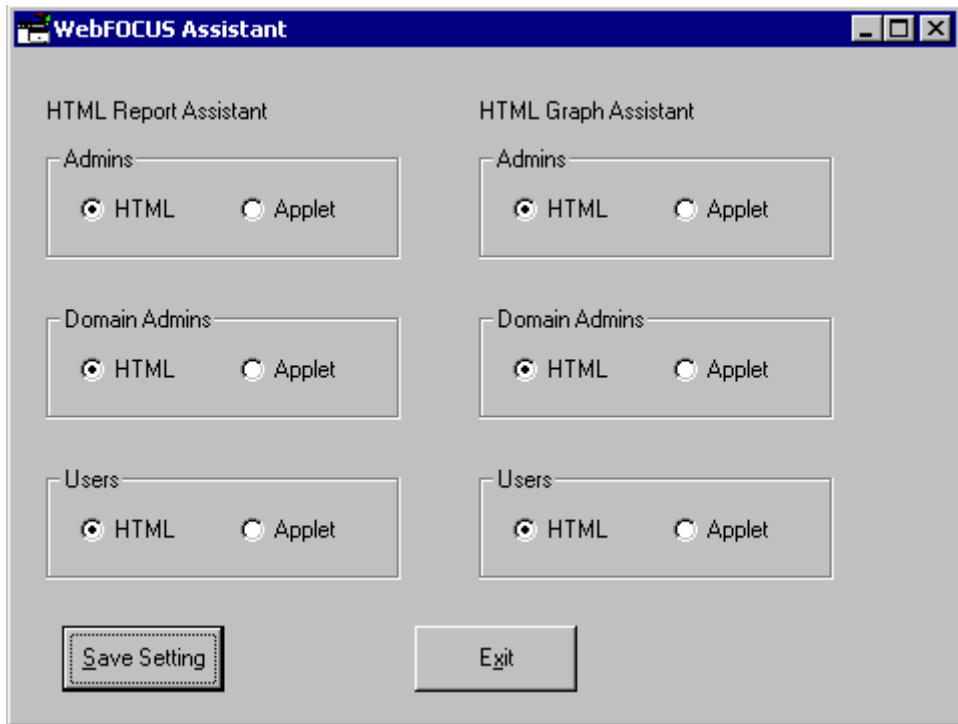 WebFOCUS Assistant
HTML Report Assistant HTML Graph Assistant
Admins Admins
HTML Applet HTML Applet
Domain Admins Domain Admins
HTML Applet HTML Applet
Users Users
HTML Applet HTML Applet
Save Setting Exit